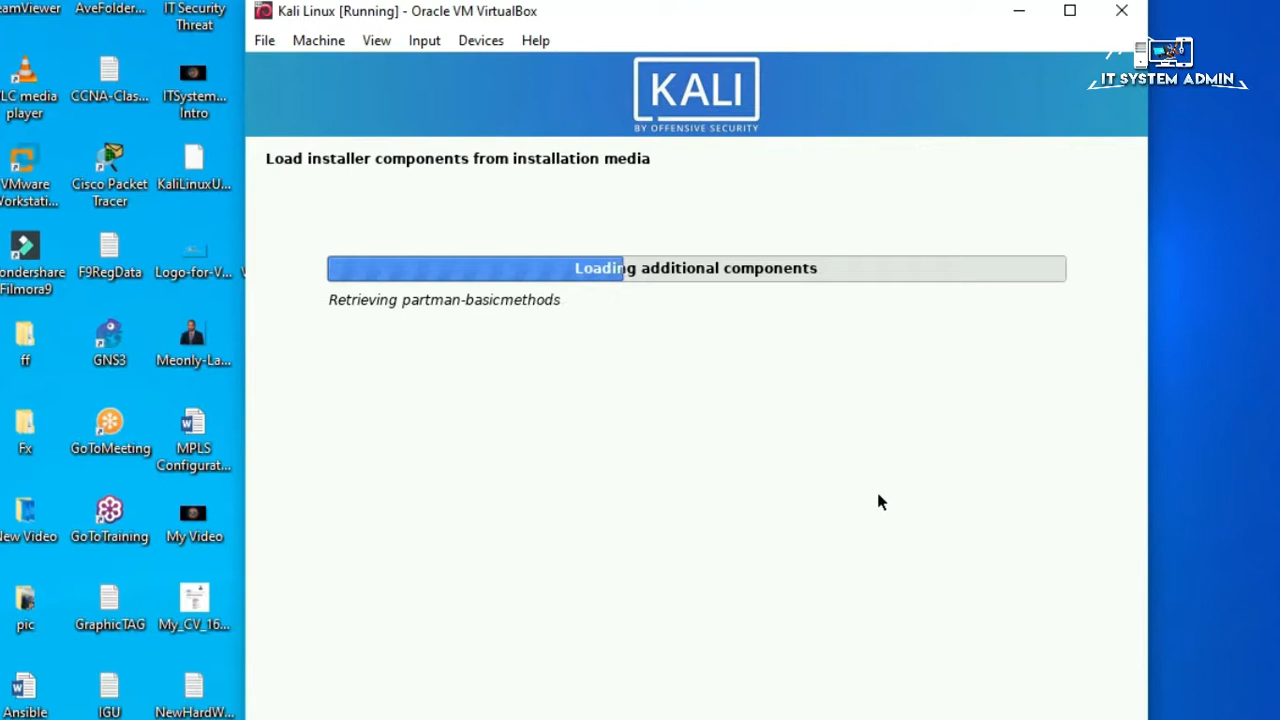 eamViewer
AveFolder...
IT Security
Threat
LC media
player
CCNA-Clas...
ITSystem...
Intro
VMware
Vorkstati...
Cisco Packet
Tracer
KaliLinuxU...
ondershare
Filmora9
F9RegData
Logo-for-V...
ff
GNS3
Meonly-La...
Fx
GoToMeeting
MPLS
Configurat...
New Video
GoToTraining
My Video
pic
GraphicTAG
My_CV_16...
Ansible
IGU
NewHardW...
Kali Linux [Running] - Oracle VM VirtualBox
File Machine View Input Devices Help
KALI
BY OFFENSIVE SECURITY
IT SYSTEM ADMIN
Load installer components from installation media
Loading additional components
Retrieving partman-basicmethods